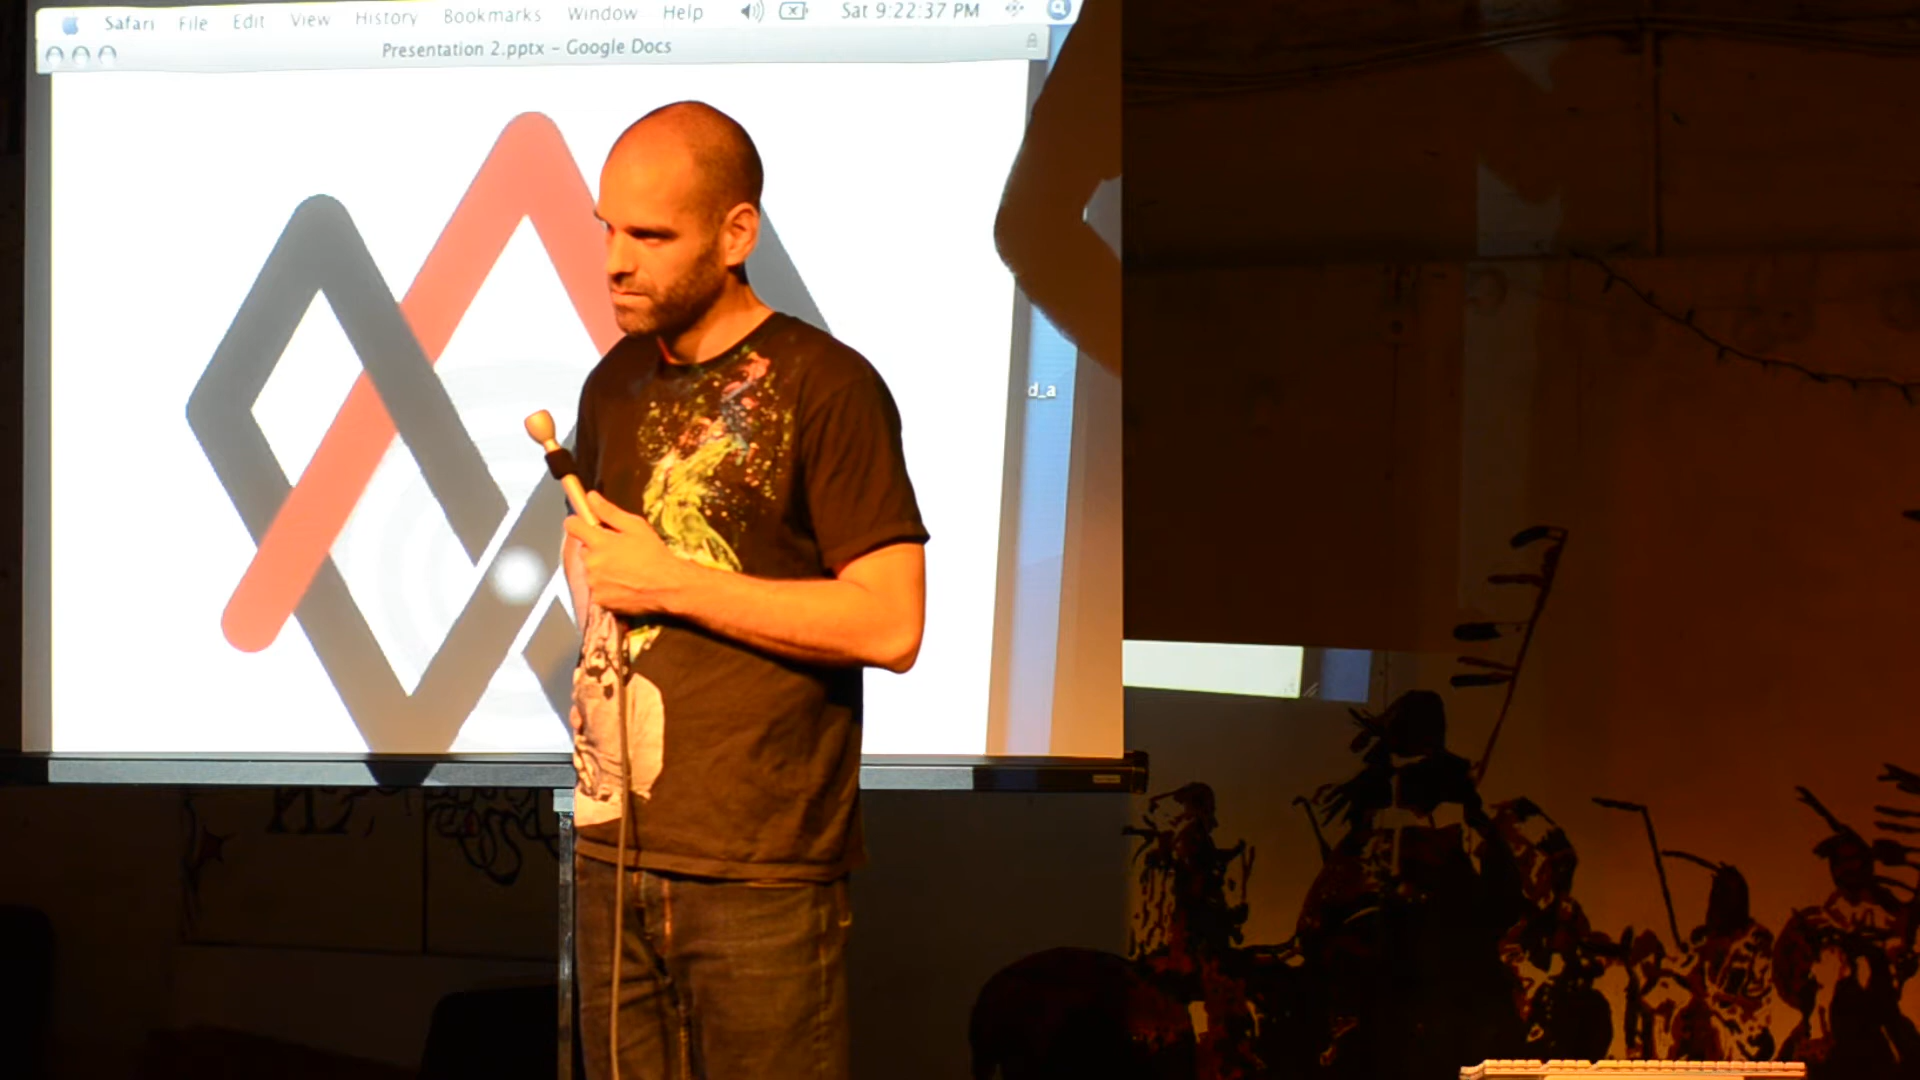 Safari File Edit View History Bookmarks Window Help Sat 9:22:37 PM
Presentation 2.pptx – Google Docs
d_a